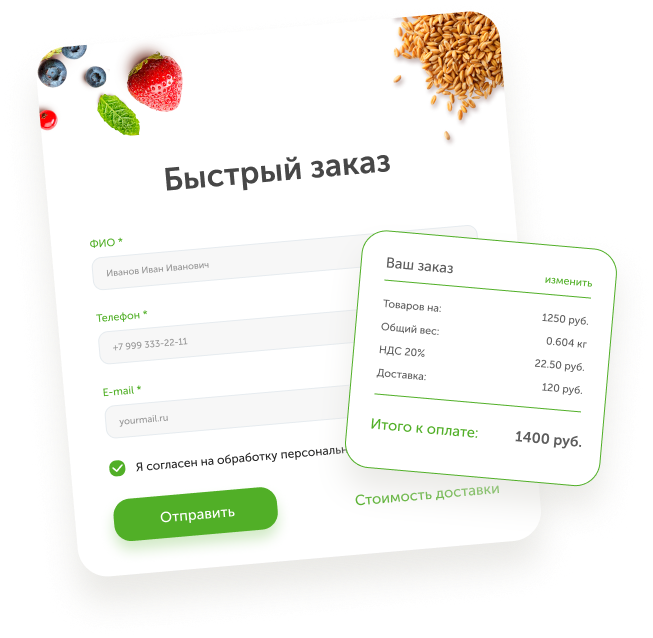 Быстрый заказ
ФИО *
Иванов Иван Иванович
Телефон *
+7 999 333-22-11
E-mail *
yourmail.ru
Я согласен на обработку
Отправить
Стоимость доставки
Ваш заказ
изменить
Товаров на: 1250 руб.
Общий вес: 0.604 кг
НДС 20% 22.50 руб.
Доставка: 120 руб.
Итого к оплате: 1400 руб.